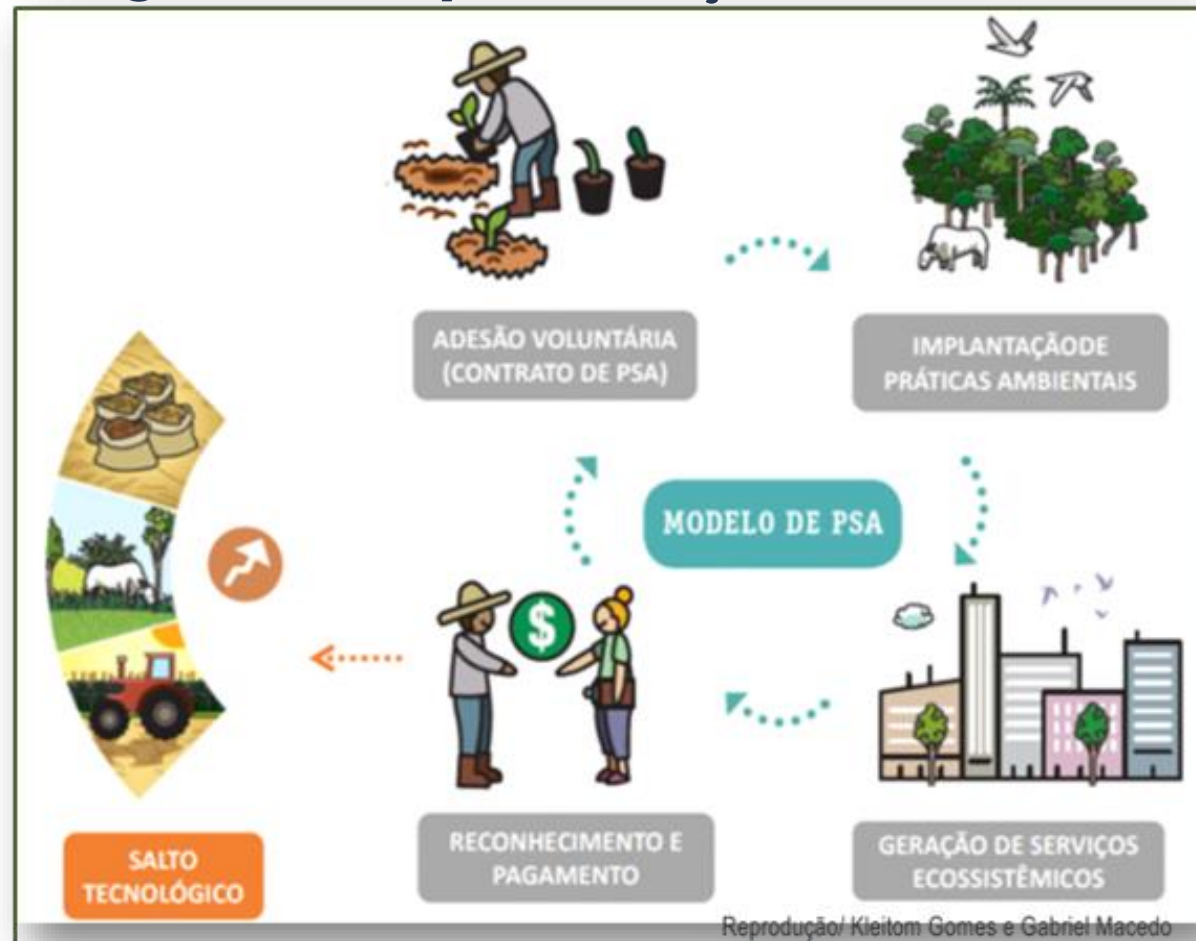 ADESÃO VOLUNTÁRIA
(CONTRATO DE PSA)
IMPLANTAÇÃODE
PRÁTICAS AMBIENTAIS
MODELO DE PSA
$
SALTO
TECNOLÓGICO
RECONHECIMENTO E
PAGAMENTO
GERAÇÃO DE SERVIÇOS
ECOSSISTÊMICOS
Reprodução/ Kleitom Gomes e Gabriel Macedo